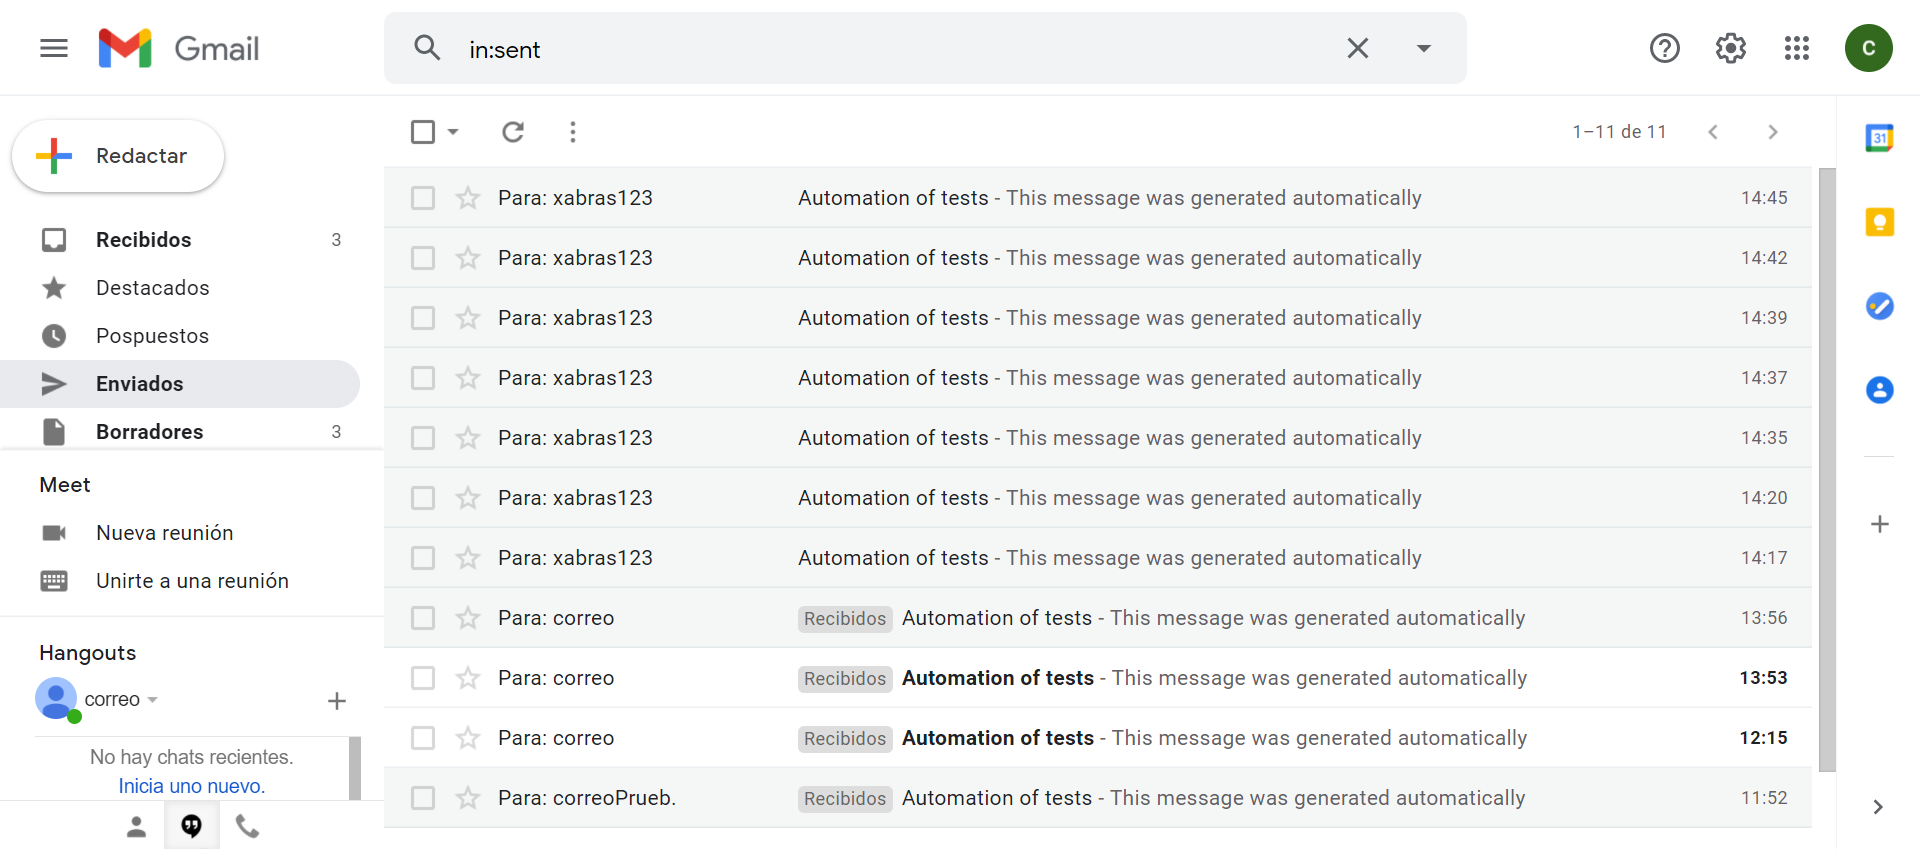 Gmail
in:sent
C
Redactar
1–11 de 11
31
Recibidos 3
Destacados
Pospuestos
Enviados
Borradores 3
Meet
Nueva reunión
Unirte a una reunión
Hangouts
correo
No hay chats recientes.
Inicia uno nuevo.
Para: xabras123 Automation of tests - This message was generated automatically 14:45
Para: xabras123 Automation of tests - This message was generated automatically 14:42
Para: xabras123 Automation of tests - This message was generated automatically 14:39
Para: xabras123 Automation of tests - This message was generated automatically 14:37
Para: xabras123 Automation of tests - This message was generated automatically 14:35
Para: xabras123 Automation of tests - This message was generated automatically 14:20
Para: xabras123 Automation of tests - This message was generated automatically 14:17
Para: correo Recibidos Automation of tests - This message was generated automatically 13:56
Para: correo Recibidos Automation of tests - This message was generated automatically 13:53
Para: correo Recibidos Automation of tests - This message was generated automatically 12:15
Para: correoPrueb. Recibidos Automation of tests - This message was generated automatically 11:52